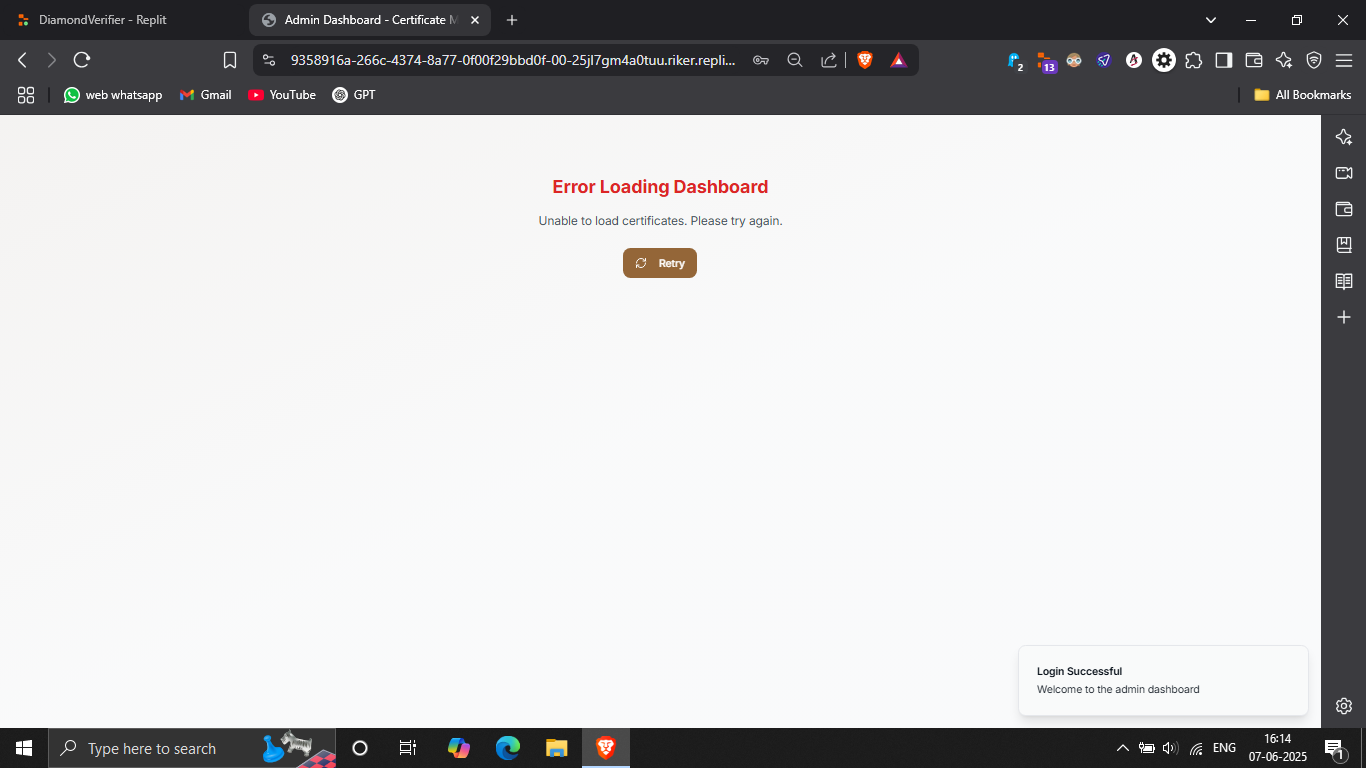 DiamondVerifier - Replit
Admin Dashboard - Certificate M
9358916a-266c-4374-8a77-0f00f29bbd0f-00-25jl7gm4a0tuu.riker.repli...
2
13
web whatsapp
Gmail
YouTube
GPT
All Bookmarks
Error Loading Dashboard
Unable to load certificates. Please try again.
Retry
Login Successful
Welcome to the admin dashboard
Type here to search
ENG
16:14
07-06-2025
1